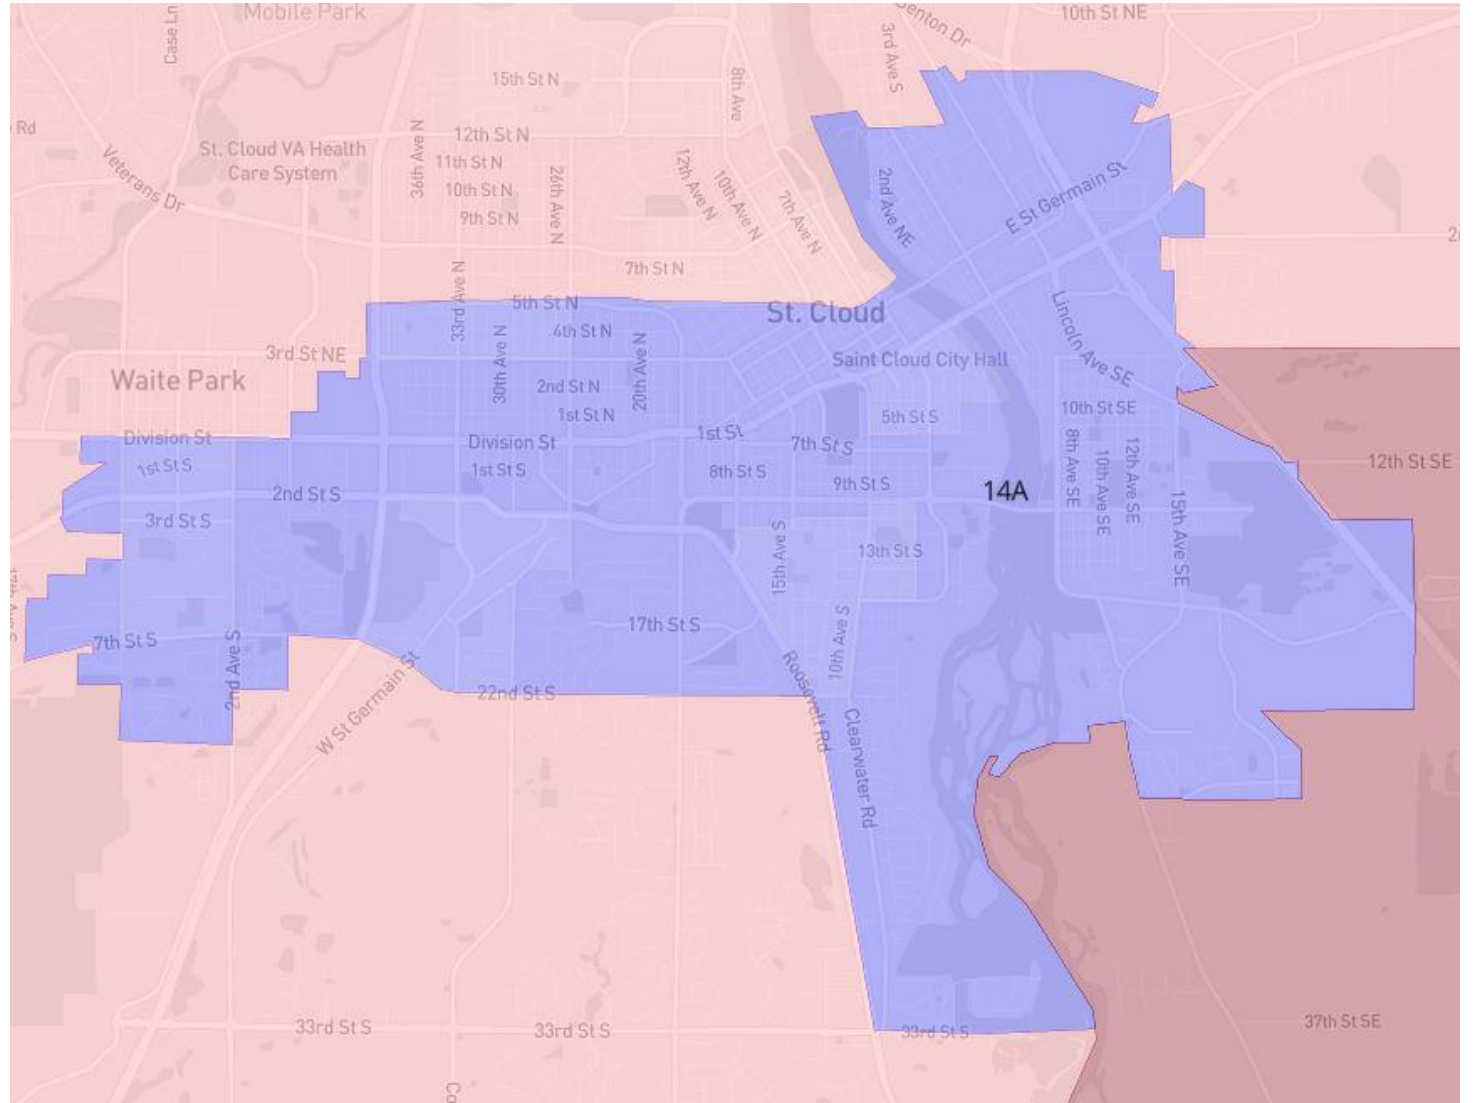 Mobile Park
Case Ln
Benton Dr
10th St NE
3rd Ave S
8th Ave
15th St N
Rd
36th Ave N
12th St N
St. Cloud VA Health
Care System
11th St N
10th St N
9th St N
26th Ave N
12th Ave N
10th Ave N
7th Ave N
Veterans Dr
2nd Ave NE
E St Germain St
7th St N
33rd Ave N
5th St N
St. Cloud
4th St N
Lincoln Ave SE
3rd St NE
30th Ave N
20th Ave N
Saint Cloud City Hall
Waite Park
2nd St N
1st St N
5th St S
10th St SE
Division St
Division St
1st St
7th St S
8th Ave SE
10th Ave SE
12th Ave SE
1st St S
1st St S
8th St S
9th St S
12th St SE
2nd St S
14A
3rd St S
15th Ave S
13th St S
15th Ave SE
7th St S
17th St S
10th Ave S
2nd Ave S
W St Germain St
22nd St S
Roosevelt Rd
Clearwater Rd
33rd St S
33rd St S
33rd St S
37th St SE
Co